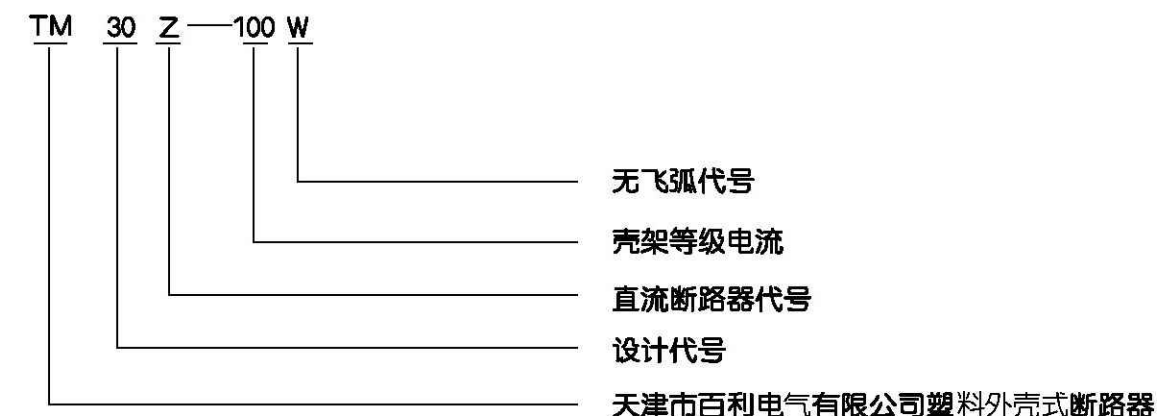 TM 30 Z——100 W
无飞弧代号
壳架等级电流
直流断路器代号
设计代号
天津市百利电气有限公司塑料外壳式断路器